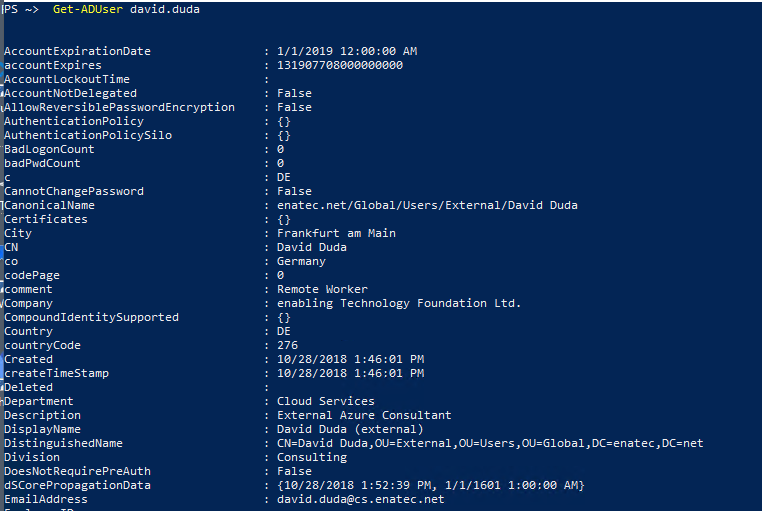 PS ~> Get-ADUser david.duda
AccountExpirationDate : 1/1/2019 12:00:00 AM
accountExpires : 131907708000000000
AccountLockoutTime :
AccountNotDelegated : False
AllowReversiblePasswordEncryption : False
AuthenticationPolicy : {}
AuthenticationPolicySilo : {}
BadLogonCount : 0
badPwdCount : 0
c : DE
CannotChangePassword : False
CanonicalName : enatec.net/Global/Users/External/David Duda
Certificates : {}
City : Frankfurt am Main
CN : David Duda
co : Germany
codePage : 0
comment : Remote Worker
Company : enabling Technology Foundation Ltd.
CompoundIdentitySupported : {}
Country : DE
countryCode : 276
Created : 10/28/2018 1:46:01 PM
createTimeStamp : 10/28/2018 1:46:01 PM
Deleted :
Department : Cloud Services
Description : External Azure Consultant
DisplayName : David Duda (external)
DistinguishedName : CN=David Duda,OU=External,OU=Users,OU=Global,DC=enatec,DC=net
Division : Consulting
DoesNotRequirePreAuth : False
dSCorePropagationData : {10/28/2018 1:52:39 PM, 1/1/1601 1:00:00 AM}
EmailAddress : david.duda@cs.enatec.net